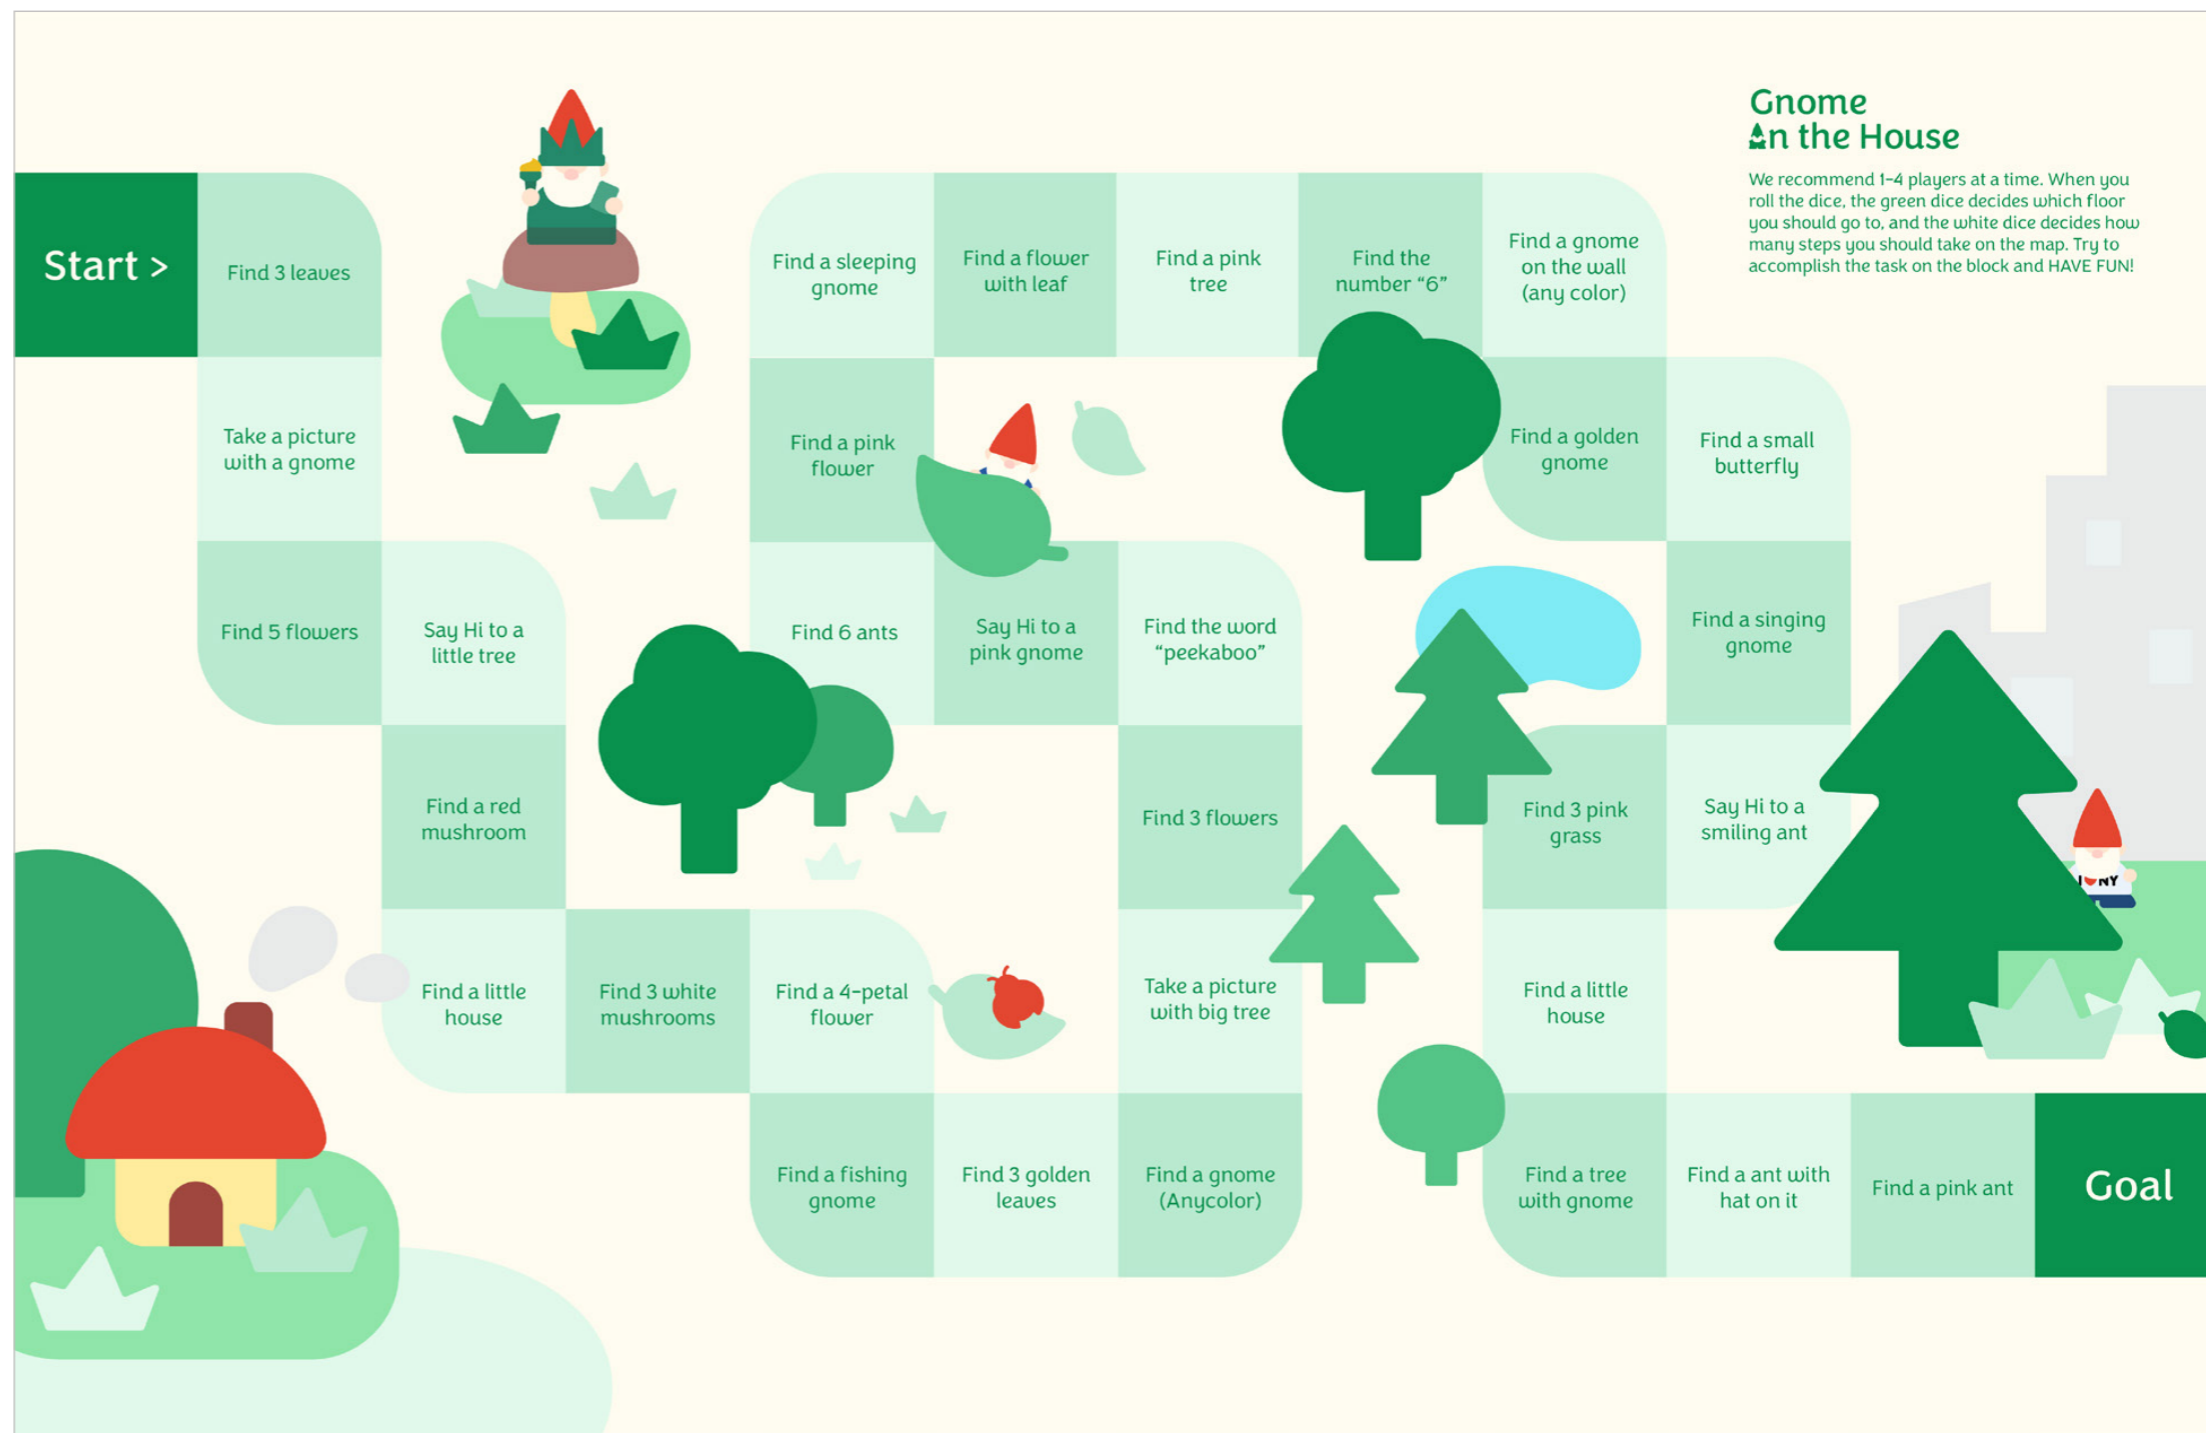 Gnome
in the House
We recommend 1-4 players at a time. When you
roll the dice, the green dice decides which floor
you should go to, and the white dice decides how
many steps you should take on the map. Try to
accomplish the task on the block and HAVE FUN!
Start >
Find 3 leaves
Take a picture
with a gnome
Find 5 flowers
Say Hi to a
little tree
Find a red
mushroom
Find a little
house
Find 3 white
mushrooms
Find a 4-petal
flower
Find a fishing
gnome
Find 3 golden
leaves
Find a gnome
(Anycolor)
Take a picture
with big tree
Find 3 flowers
Find the word
“peekaboo”
Say Hi to a
pink gnome
Find 6 ants
Find a pink
flower
Find a sleeping
gnome
Find a flower
with leaf
Find a pink
tree
Find the
number “6”
Find a gnome
on the wall
(any color)
Find a golden
gnome
Find a small
butterfly
Find a singing
gnome
Say Hi to a
smiling ant
Find 3 pink
grass
Find a little
house
Find a tree
with gnome
Find a ant with
hat on it
Find a pink ant
Goal
I NY